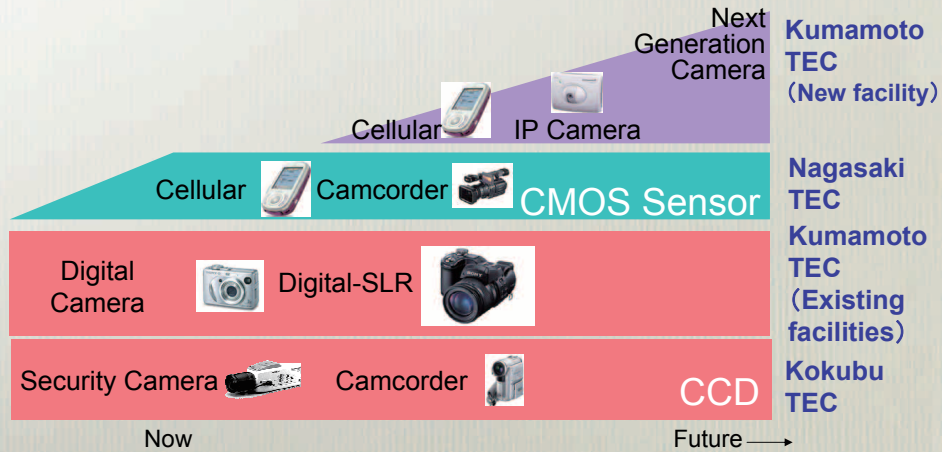 Next
Generation
Camera
Kumamoto
TEC
（New facility）
Cellular
IP Camera
Cellular
Camcorder
CMOS Sensor
Nagasaki
TEC
Digital
Camera
Digital-SLR
Kumamoto
TEC
（Existing
facilities）
Security Camera
Camcorder
CCD
Kokubu
TEC
Now
Future